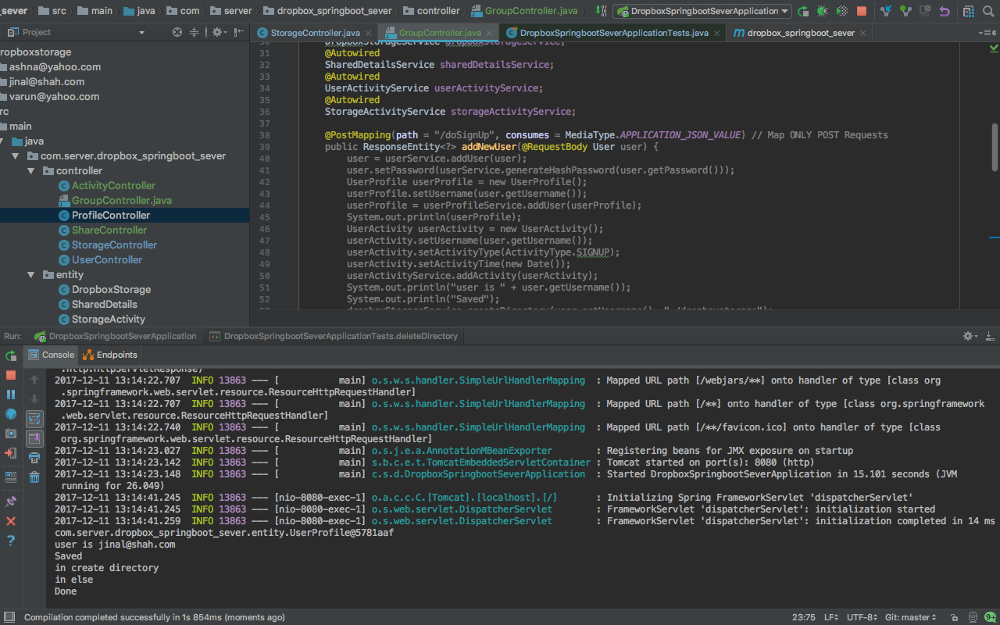 _sever src main java com server dropbox_springboot_sever controller GroupController.java DropboxSpringbootSeverApplication
Project
StorageController.java GroupController.java DropboxSpringbootSeverApplicationTests.java dropbox_springboot_sever 6
ropboxstorage
ashna@yahoo.com
jinal@shah.com
varun@yahoo.com
rc
main
java
com.server.dropbox_springboot_sever
controller
ActivityController
GroupController.java
ProfileController
ShareController
StorageController
UserController
entity
DropboxStorage
SharedDetails
StorageActivity
30 DropboxStorageService dropboxStorageService;
31 @Autowired
32 SharedDetailsService sharedDetailsService;
33 @Autowired
34 UserActivityService userActivityService;
35 @Autowired
36 StorageActivityService storageActivityService;
37
38 @PostMapping(path = "/doSignUp", consumes = MediaType.APPLICATION_JSON_VALUE) // Map ONLY POST Requests
39 public ResponseEntity<?> addNewUser(@RequestBody User user) {
40 user = userService.addUser(user);
41 user.setPassword(userService.generateHashPassword(user.getPassword()));
42 UserProfile userProfile = new UserProfile();
43 userProfile.setUsername(user.getUsername());
44 userProfile = userProfileService.addUser(userProfile);
45 System.out.println(userProfile);
46 UserActivity userActivity = new UserActivity();
47 userActivity.setUsername(user.getUsername());
48 userActivity.setActivityType(ActivityType.SIGNUP);
49 userActivity.setActivityTime(new Date());
50 userActivityService.addActivity(userActivity);
51 System.out.println("user is " + user.getUsername());
52 System.out.println("Saved");
Run: DropboxSpringbootSeverApplication DropboxSpringbootSeverApplicationTests.deleteDirectory
Console Endpoints
.http.HttpServletResponse)
2017-12-11 13:14:22.707 INFO 13863 --- [ main] o.s.w.s.handler.SimpleUrlHandlerMapping : Mapped URL path [/webjars/**] onto handler of type [class org
.springframework.web.servlet.resource.ResourceHttpRequestHandler]
2017-12-11 13:14:22.707 INFO 13863 --- [ main] o.s.w.s.handler.SimpleUrlHandlerMapping : Mapped URL path [/**] onto handler of type [class org.springframework
.web.servlet.resource.ResourceHttpRequestHandler]
2017-12-11 13:14:22.740 INFO 13863 --- [ main] o.s.w.s.handler.SimpleUrlHandlerMapping : Mapped URL path [/**/favicon.ico] onto handler of type [class
org.springframework.web.servlet.resource.ResourceHttpRequestHandler]
2017-12-11 13:14:23.027 INFO 13863 --- [ main] o.s.j.e.a.AnnotationMBeanExporter : Registering beans for JMX exposure on startup
2017-12-11 13:14:23.142 INFO 13863 --- [ main] s.b.c.e.t.TomcatEmbeddedServletContainer : Tomcat started on port(s): 8080 (http)
2017-12-11 13:14:23.148 INFO 13863 --- [ main] c.s.d.DropboxSpringbootSeverApplication : Started DropboxSpringbootSeverApplication in 15.101 seconds (JVM
running for 26.049)
2017-12-11 13:14:41.245 INFO 13863 --- [nio-8080-exec-1] o.a.c.c.C.[Tomcat].[localhost].[/] : Initializing Spring FrameworkServlet 'dispatcherServlet'
2017-12-11 13:14:41.245 INFO 13863 --- [nio-8080-exec-1] o.s.web.servlet.DispatcherServlet : FrameworkServlet 'dispatcherServlet': initialization started
2017-12-11 13:14:41.259 INFO 13863 --- [nio-8080-exec-1] o.s.web.servlet.DispatcherServlet : FrameworkServlet 'dispatcherServlet': initialization completed in 14 ms
com.server.dropbox_springboot_sever.entity.UserProfile@5781aaf
user is jinal@shah.com
Saved
in create directory
in else
Done
Compilation completed successfully in 1s 854ms (moments ago) 23:75 LF UTF-8 Git: master 9+